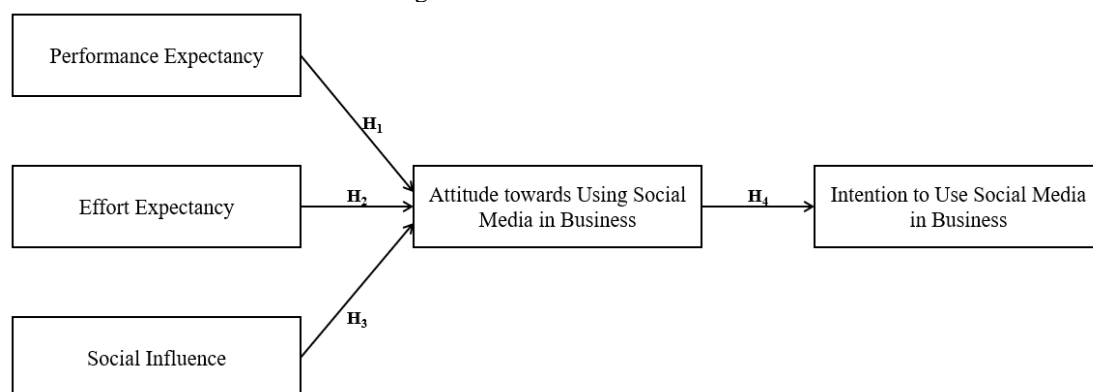 Performance Expectancy
H₁
Effort Expectancy
H₂
Attitude towards Using Social
Media in Business
H₄
Intention to Use Social Media
in Business
H₃
Social Influence